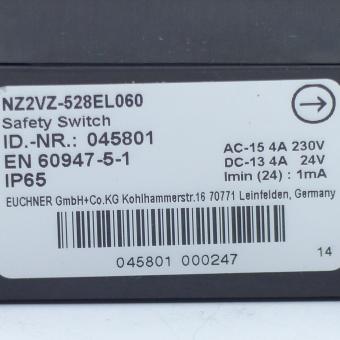 NZ2VZ-528EL060
Safety Switch
ID.-NR.: 045801
EN 60947-5-1
IP65
AC-15 4A 230V
DC-13 4A 24V
Imin (24) : 1mA
EUCHNER GmbH+Co.KG Kohlhammerstr.16 70771 Leinfelden, Germany
045801 000247
14